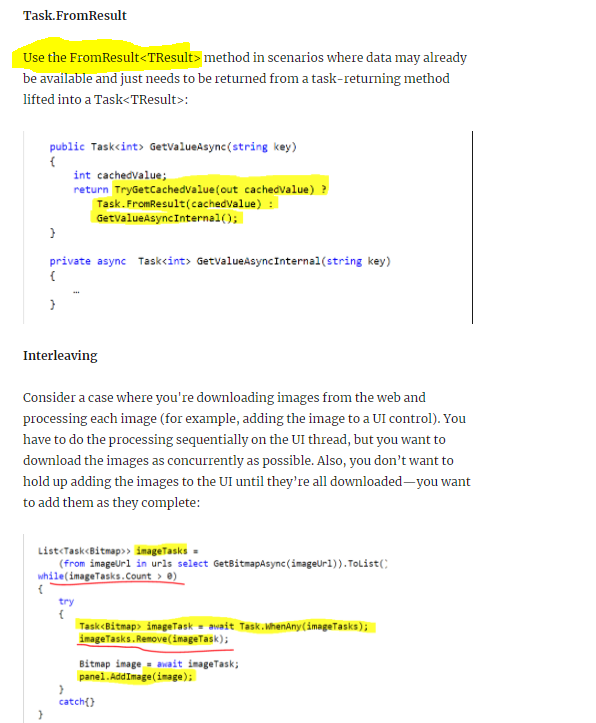 Task.FromResult
Use the FromResult<TResult> method in scenarios where data may already
be available and just needs to be returned from a task-returning method
lifted into a Task<TResult>:
public Task<int> GetValueAsync(string key)
{
int cachedValue;
return TryGetCachedValue(out cachedValue) ?
Task.FromResult(cachedValue) :
GetValueAsyncInternal();
}
private async Task<int> GetValueAsyncInternal(string key)
{
…
}
Interleaving
Consider a case where you're downloading images from the web and
processing each image (for example, adding the image to a UI control). You
have to do the processing sequentially on the UI thread, but you want to
download the images as concurrently as possible. Also, you don’t want to
hold up adding the images to the UI until they’re all downloaded—you want
to add them as they complete:
List<Task<Bitmap>> imageTasks =
(from imageUrl in urls select GetBitmapAsync(imageUrl)).ToList(
while(imageTasks.Count > 0)
{
try
{
Task<Bitmap> imageTask = await Task.WhenAny(imageTasks);
imageTasks.Remove(imageTask);
Bitmap image = await imageTask;
panel.AddImage(image);
}
catch{}
}